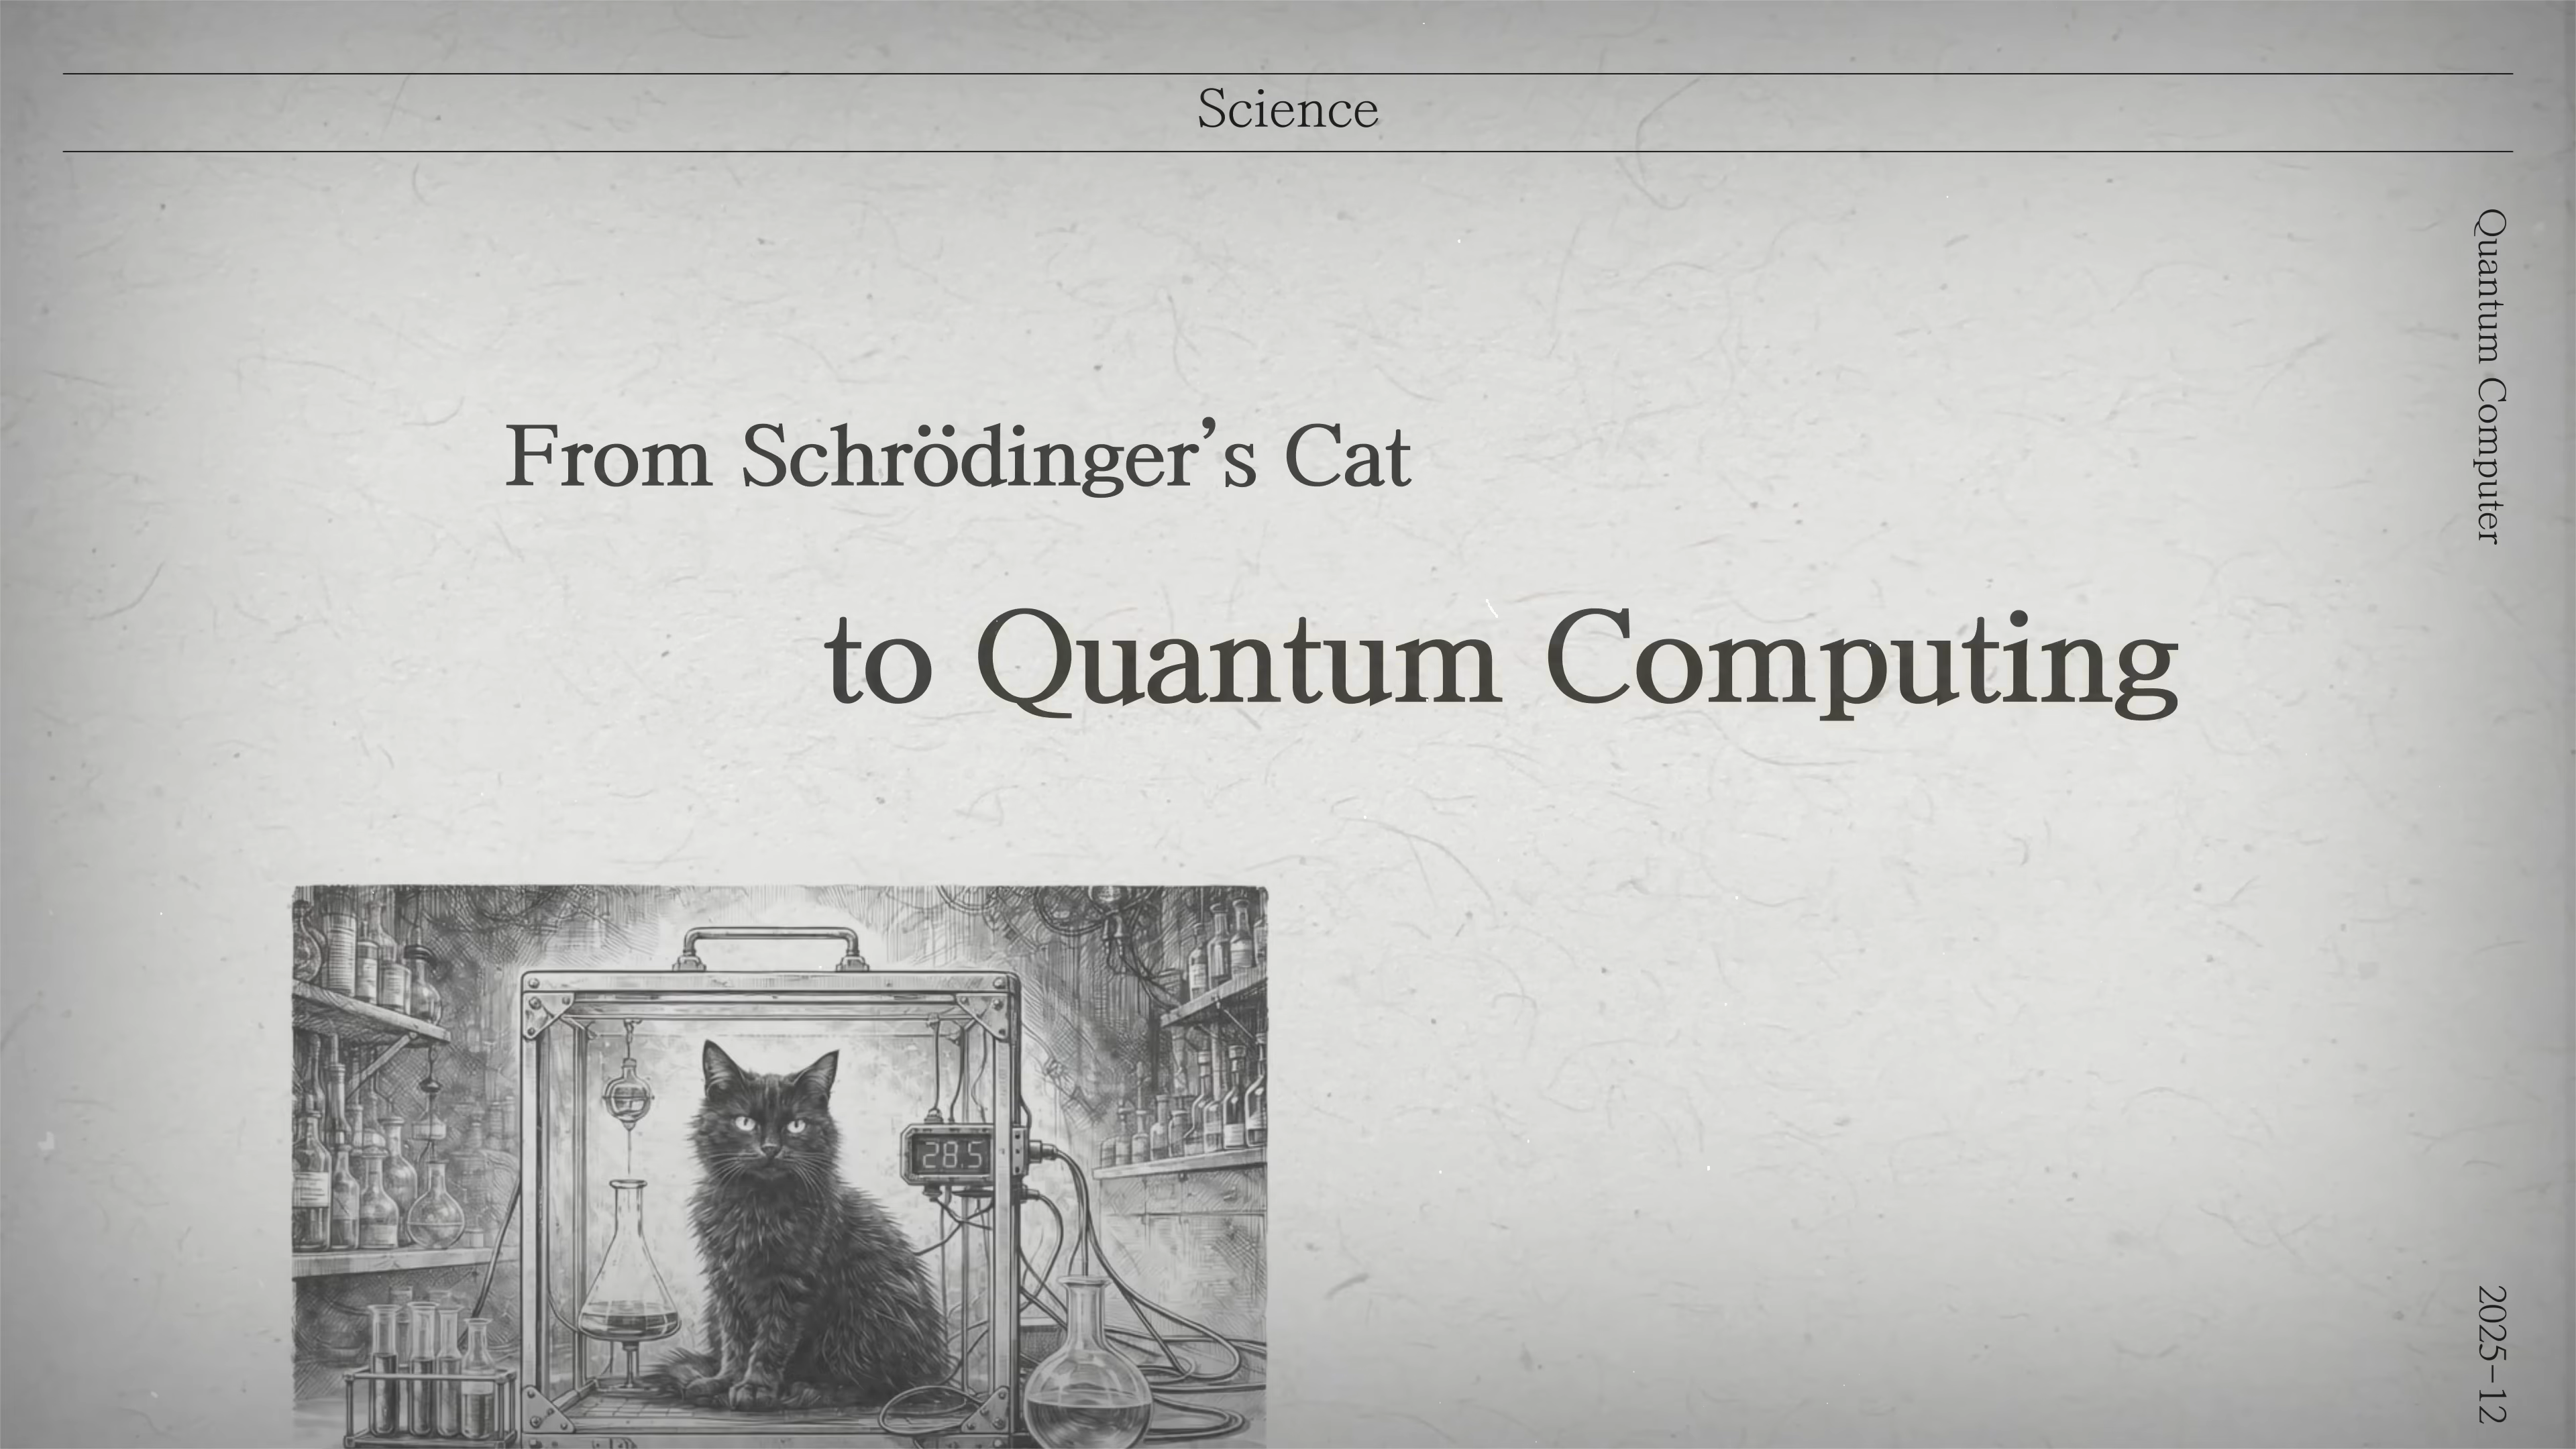 Science
Quantum Computer
From Schrödinger’s Cat
to Quantum Computing
28.5
2025-12